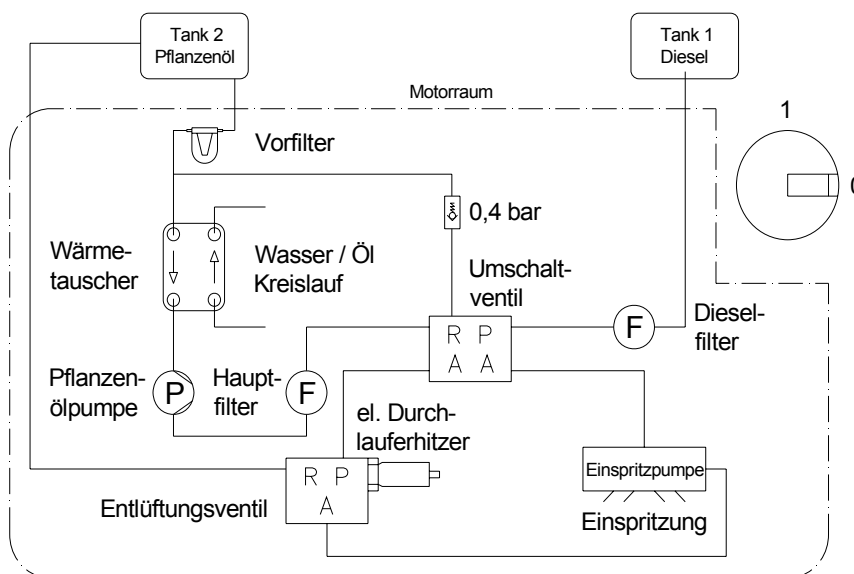 Tank 2
Pflanzenöl
Tank 1
Diesel
Motorraum
1
0
Vorfilter
0,4 bar
Wärme-
tauscher
Wasser / Öl
Kreislauf
Umschalt-
ventil
R P
A A
F
Diesel-
filter
Pflanzen-
ölpumpe
P
Haupt-
filter
F
el. Durch-
lauferhitzer
R P
A
Entlüftungsventil
Einspritzpumpe
Einspritzung